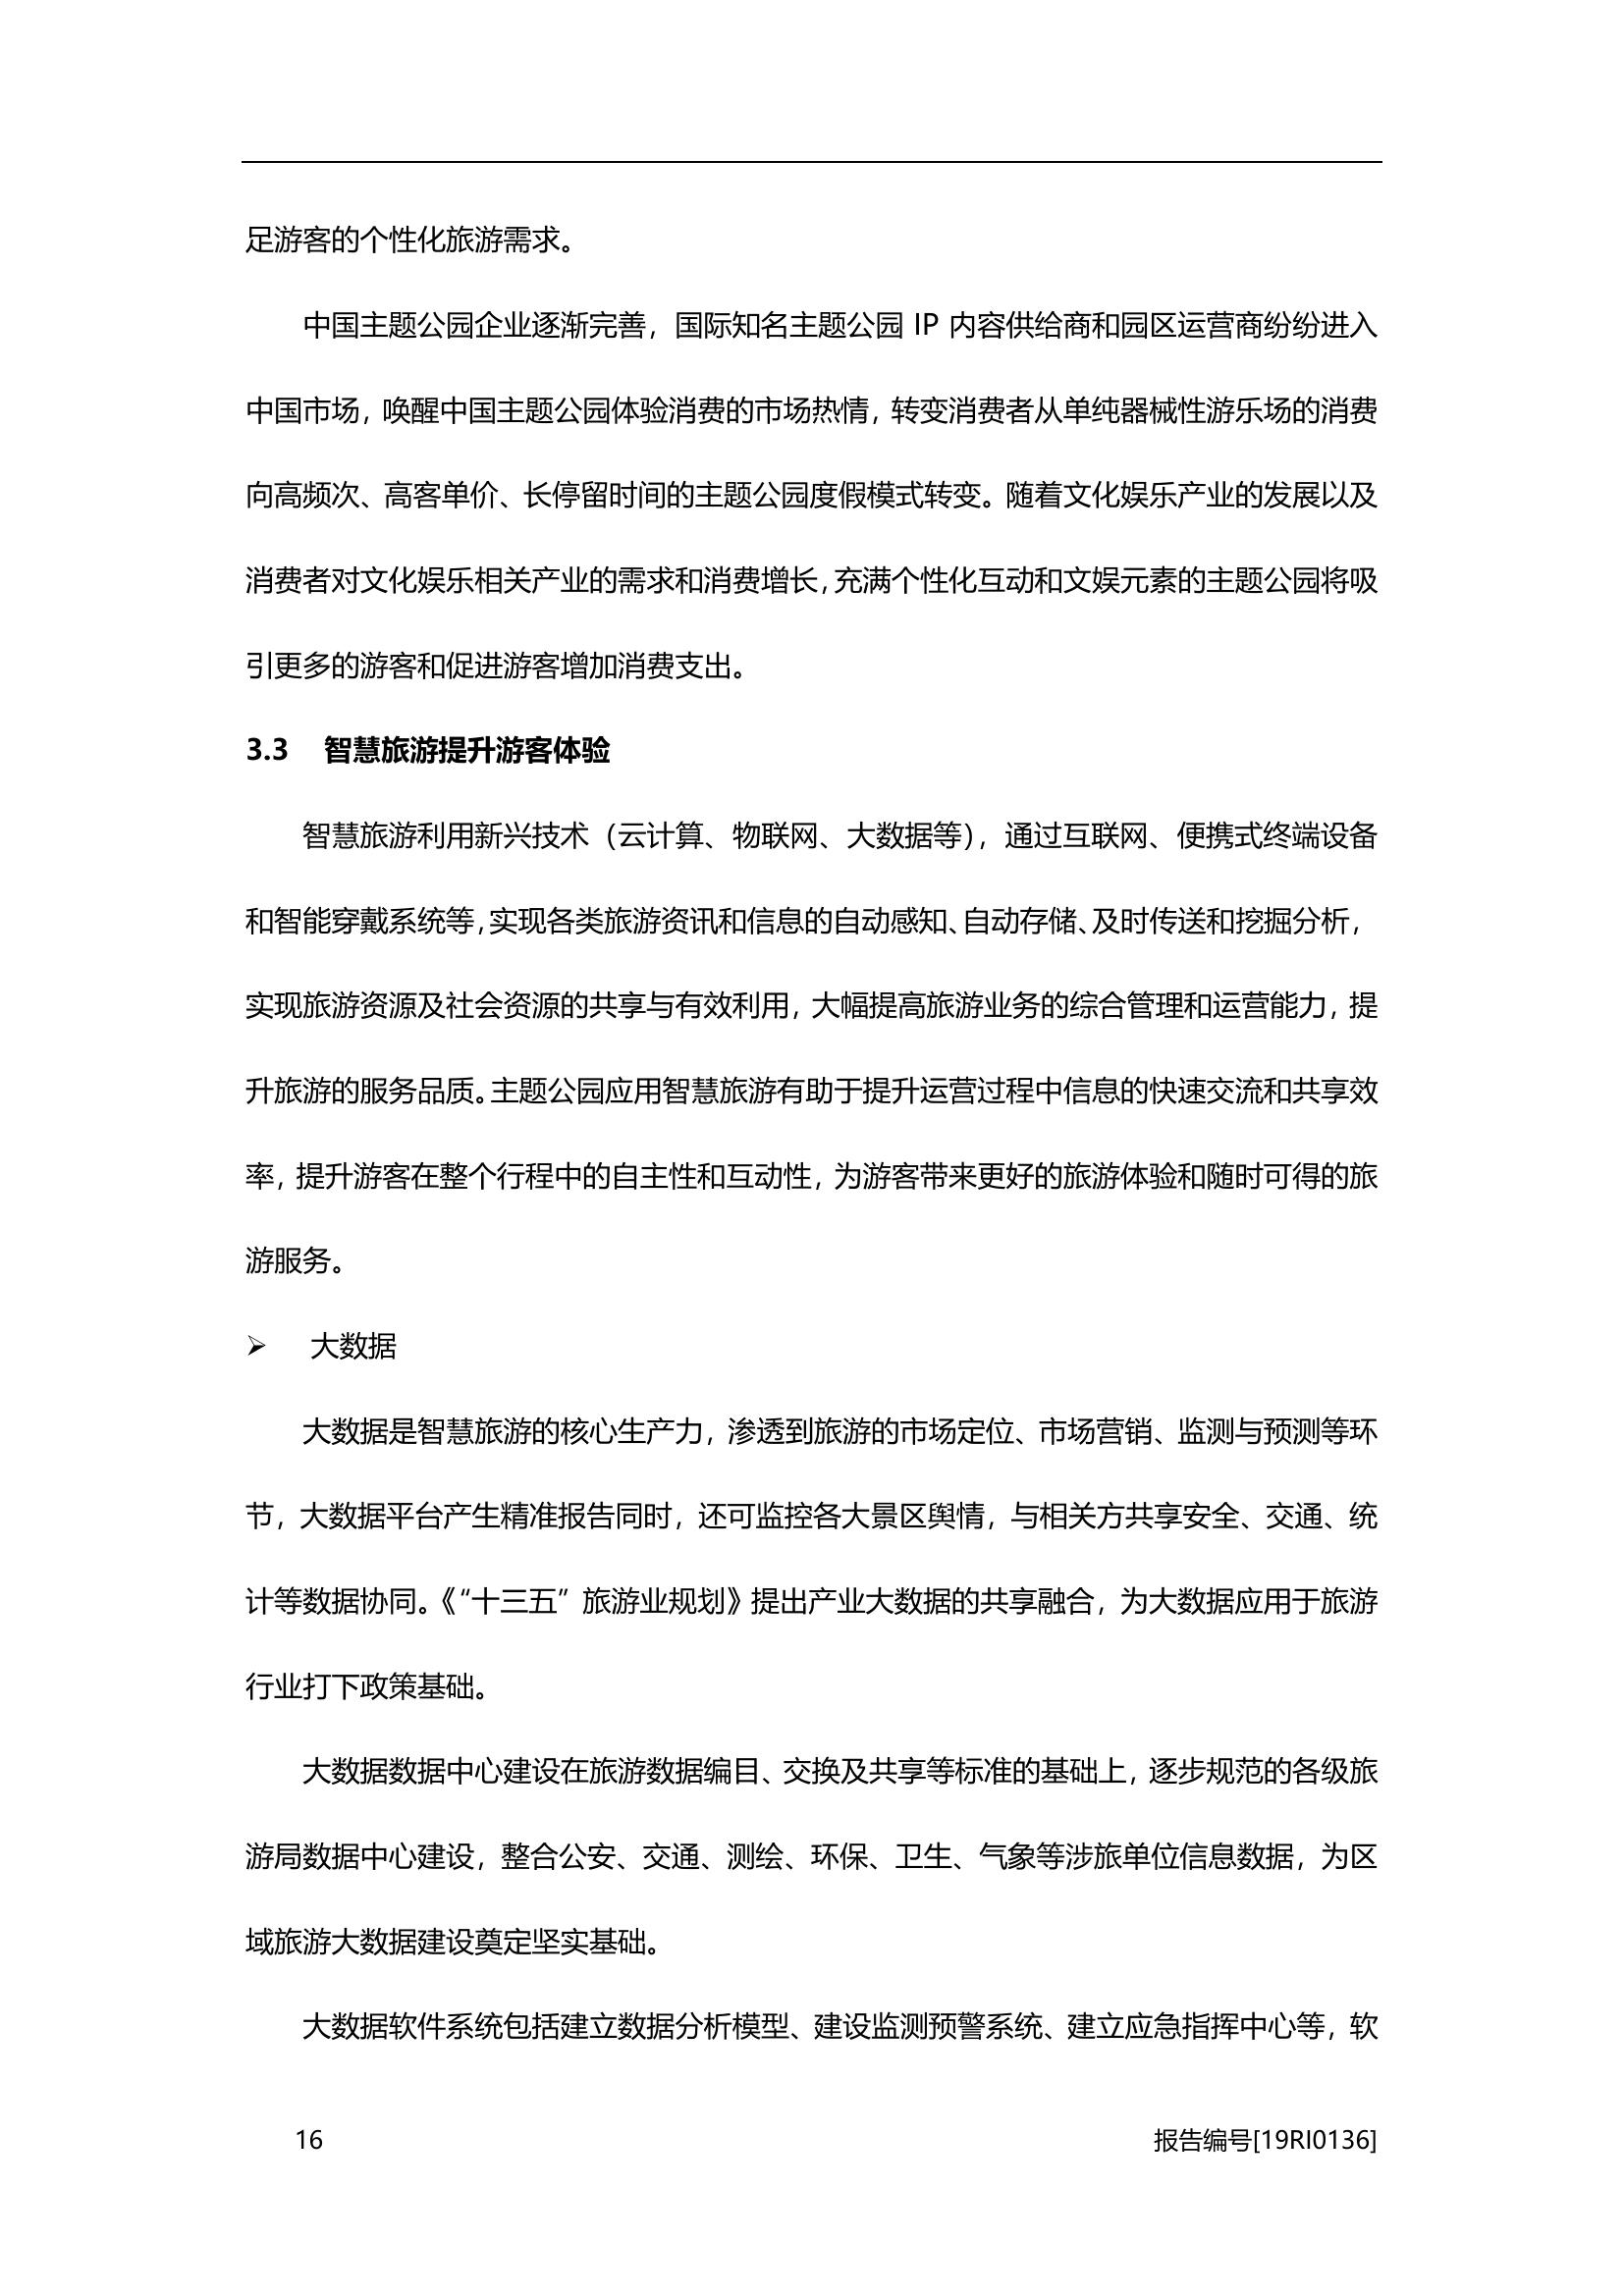 足游客的个性化旅游需求。
中国主题公园企业逐渐完善，国际知名主题公园 IP 内容供给商和园区运营商纷纷进入
中国市场，唤醒中国主题公园体验消费的市场热情，转变消费者从单纯器械性游乐场的消费
向高频次、高客单价、长停留时间的主题公园度假模式转变。随着文化娱乐产业的发展以及
消费者对文化娱乐相关产业的需求和消费增长，充满个性化互动和文娱元素的主题公园将吸
引更多的游客和促进游客增加消费支出。
3.3 智慧旅游提升游客体验
智慧旅游利用新兴技术（云计算、物联网、大数据等），通过互联网、便携式终端设备
和智能穿戴系统等，实现各类旅游资讯和信息的自动感知、自动存储、及时传送和挖掘分析，
实现旅游资源及社会资源的共享与有效利用，大幅提高旅游业务的综合管理和运营能力，提
升旅游的服务品质。主题公园应用智慧旅游有助于提升运营过程中信息的快速交流和共享效
率，提升游客在整个行程中的自主性和互动性，为游客带来更好的旅游体验和随时可得的旅
游服务。
➢ 大数据
大数据是智慧旅游的核心生产力，渗透到旅游的市场定位、市场营销、监测与预测等环
节，大数据平台产生精准报告同时，还可监控各大景区舆情，与相关方共享安全、交通、统
计等数据协同。《“十三五”旅游业规划》提出产业大数据的共享融合，为大数据应用于旅游
行业打下政策基础。
大数据数据中心建设在旅游数据编目、交换及共享等标准的基础上，逐步规范的各级旅
游局数据中心建设，整合公安、交通、测绘、环保、卫生、气象等涉旅单位信息数据，为区
域旅游大数据建设奠定坚实基础。
大数据软件系统包括建立数据分析模型、建设监测预警系统、建立应急指挥中心等，软
16 报告编号[19RI0136]